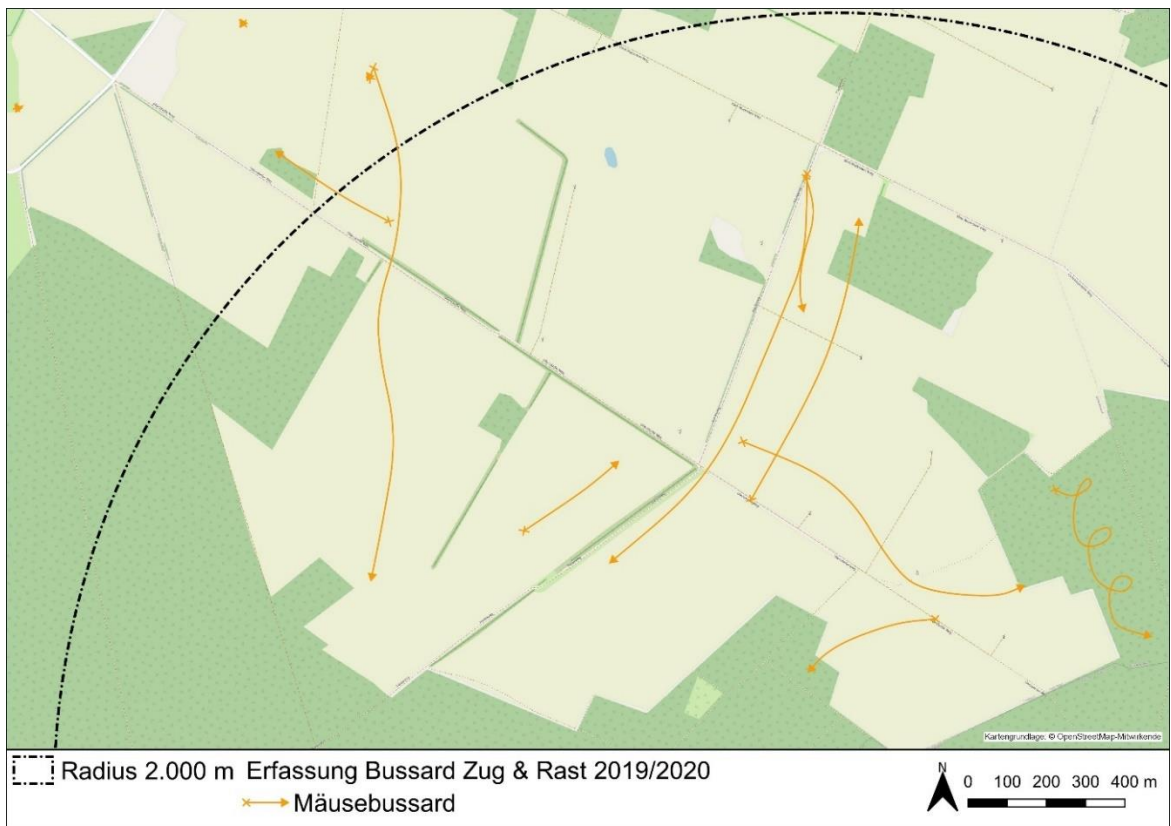 Kartengrundlage: © OpenStreetMap-Mitwirkende
Radius 2.000 m Erfassung Bussard Zug & Rast 2019/2020
Mäusebussard
N
0 100 200 300 400 m